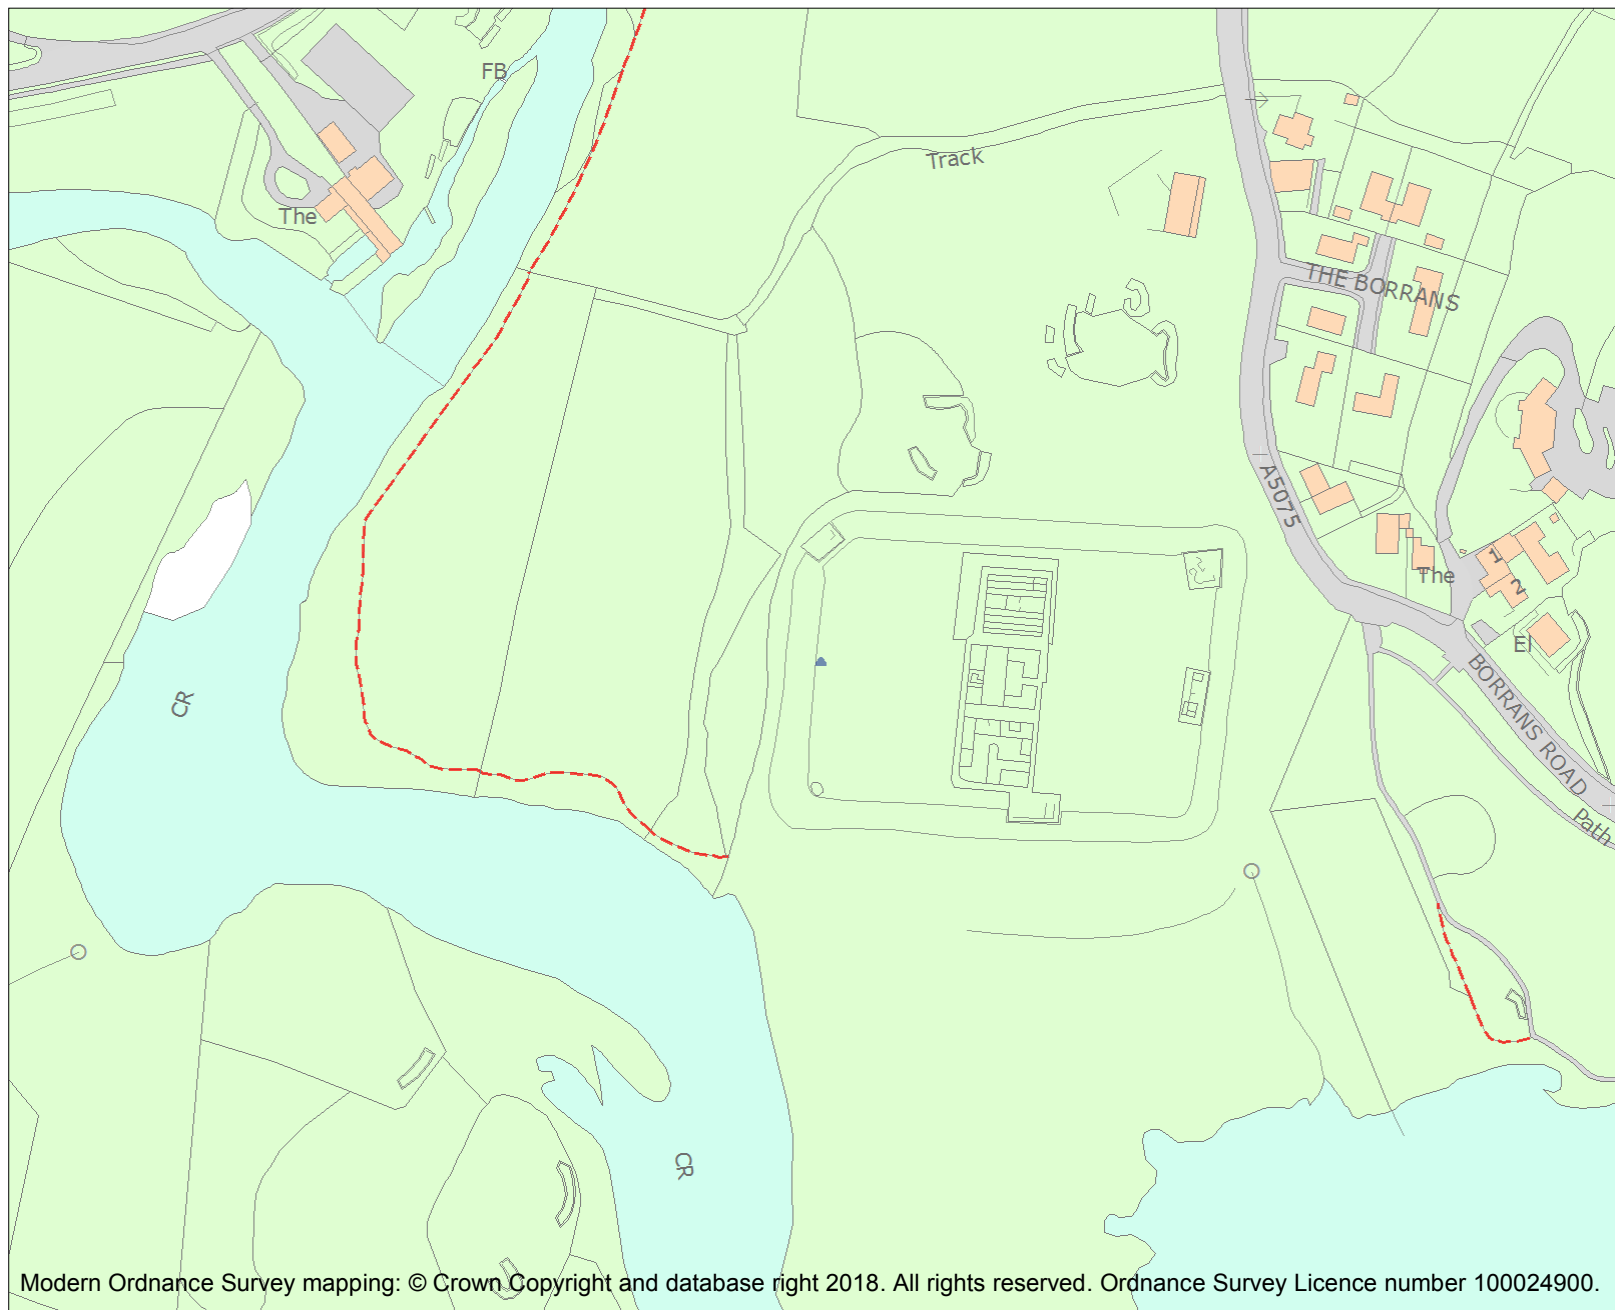 FB
Track
The
THE BORRANS
A5075
The
1
2
El
BORRANS ROAD
CR
Path
CR
Modern Ordnance Survey mapping: © Crown Copyright and database right 2018. All rights reserved. Ordnance Survey Licence number 100024900.